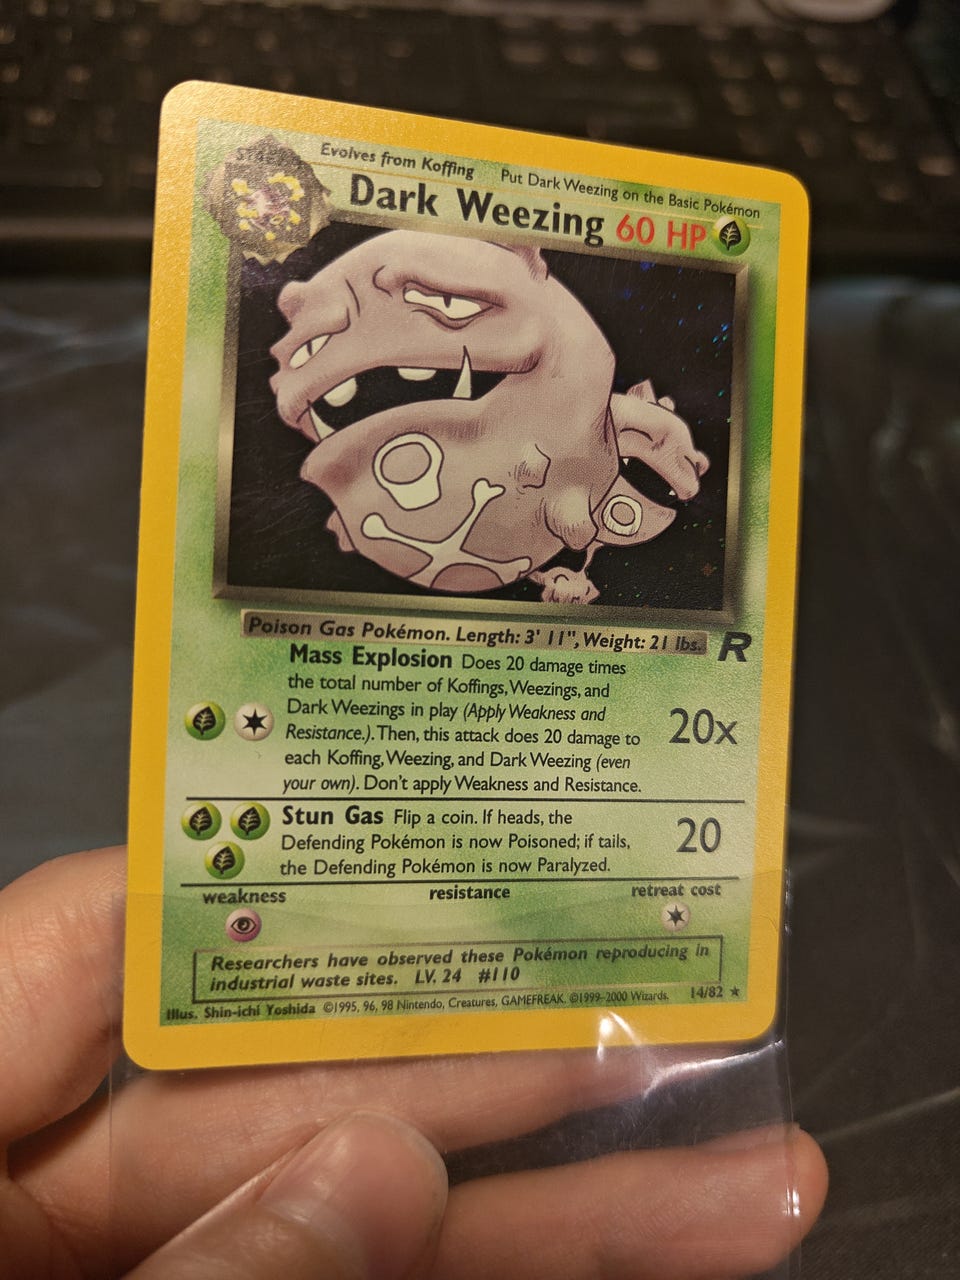 STAGE 1
Evolves from Koffing
Put Dark Weezing on the Basic Pokémon
Dark Weezing 60 HP
Poison Gas Pokémon. Length: 3' 11", Weight: 21 lbs.
R
Mass Explosion Does 20 damage times
the total number of Koffings, Weezings, and
Dark Weezings in play (Apply Weakness and
Resistance.). Then, this attack does 20 damage to
each Koffing, Weezing, and Dark Weezing (even
your own). Don't apply Weakness and Resistance.
20x
Stun Gas Flip a coin. If heads, the
Defending Pokémon is now Poisoned; if tails,
the Defending Pokémon is now Paralyzed.
20
weakness
resistance
retreat cost
Researchers have observed these Pokémon reproducing in
industrial waste sites. LV. 24 #110
Illus. Shin-ichi Yoshida ©1995, 96, 98 Nintendo, Creatures, GAMEFREAK. ©1999-2000 Wizards. 14/82 ★